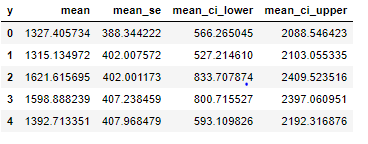 y mean mean_se mean_ci_lower mean_ci_upper
0 1327.405734 388.344222 566.265045 2088.546423
1 1315.134972 402.007572 527.214610 2103.055335
2 1621.615695 402.001173 833.707874 2409.523516
3 1598.888239 407.238459 800.715527 2397.060951
4 1392.713351 407.968479 593.109826 2192.316876